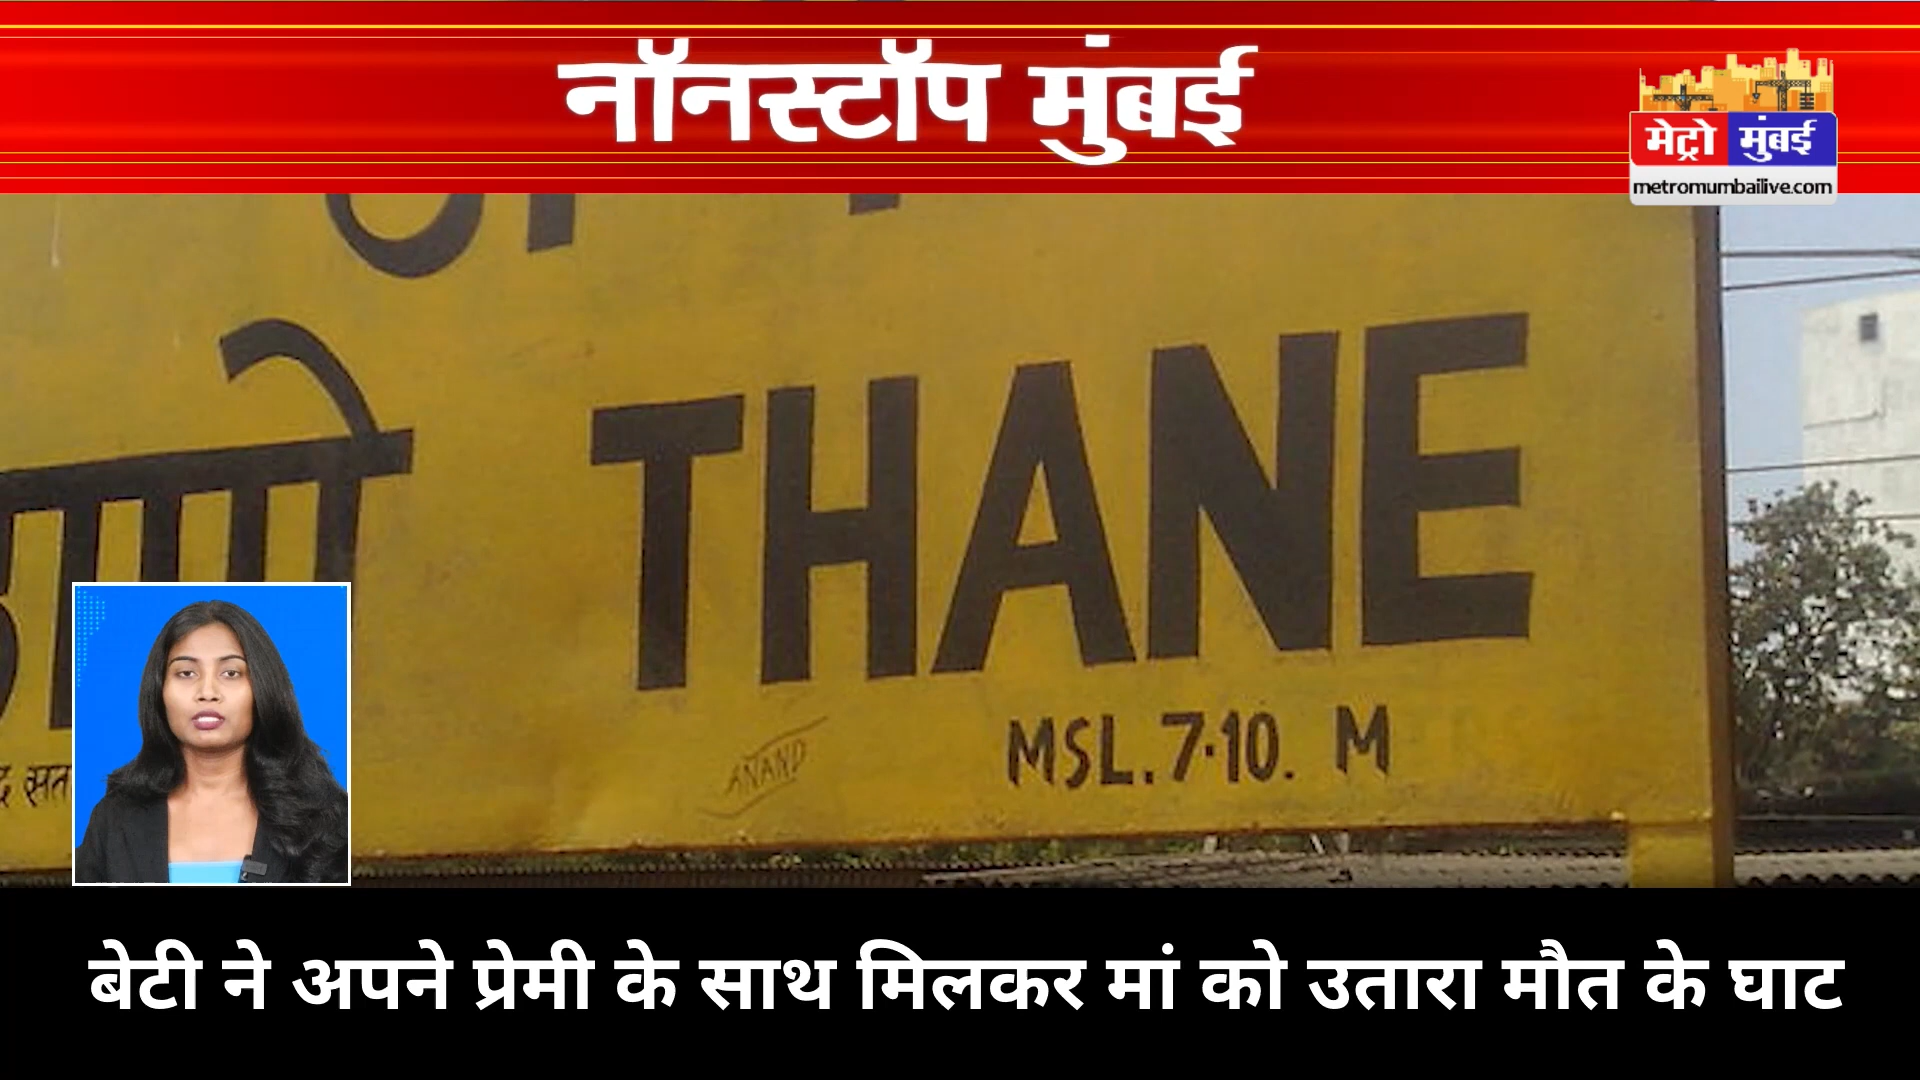 नॉनस्टॉप मुंबई
मेट्रो मुंबई
metromumbailive.com
THANE
MSL.7.10. M
ANAND
बेटी ने अपने प्रेमी के साथ मिलकर मां को उतारा मौत के घाट